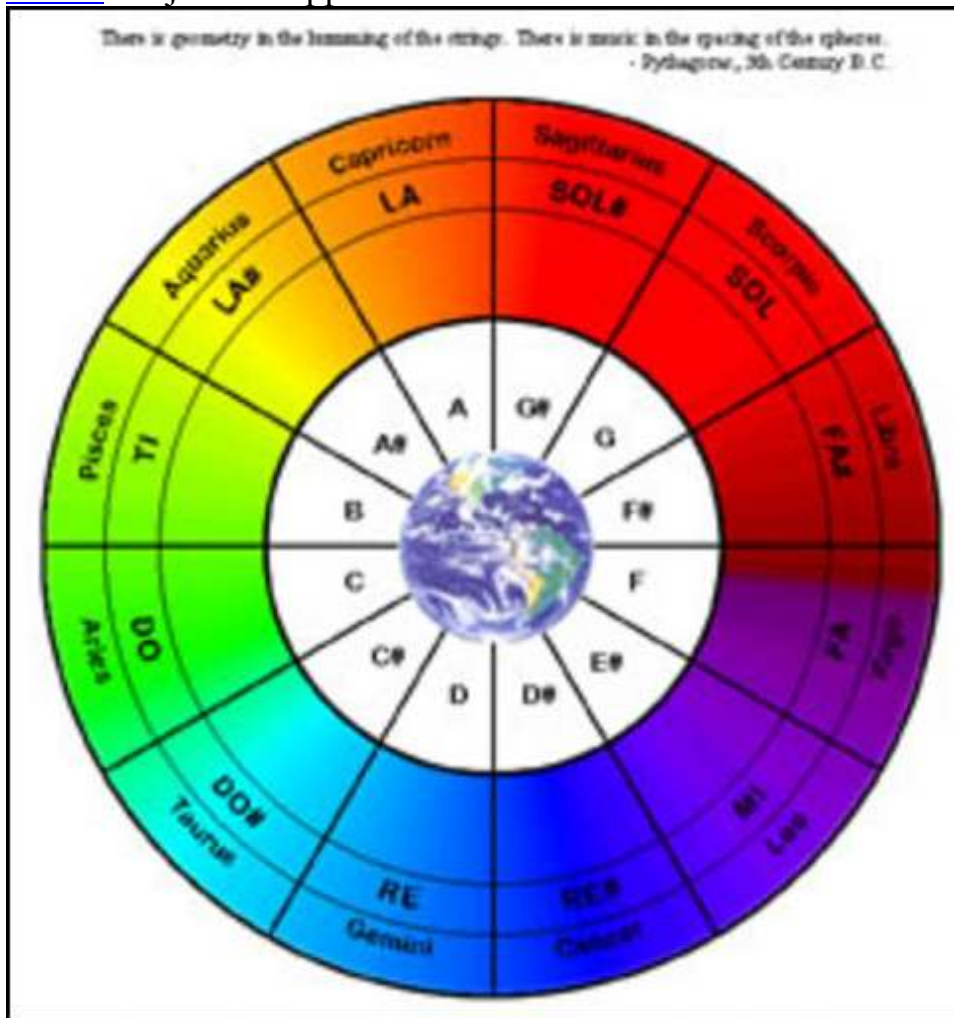 There is geometry in the humming of the strings. There is music in the spacing of the spheres.
- Pythagoras, 5th Century B.C.
Capricorn
Sagittarius
LA
SOL#
Aquarius
Scorpio
LA#
SOL
A
G#
A#
G
Pisces
TI
FA#
Libra
B
F#
C
F
Aries
DO
FA
Virgo
C#
E#
D
D#
DO#
MI
Taurus
Leo
RE
RE#
Gemini
Cancer